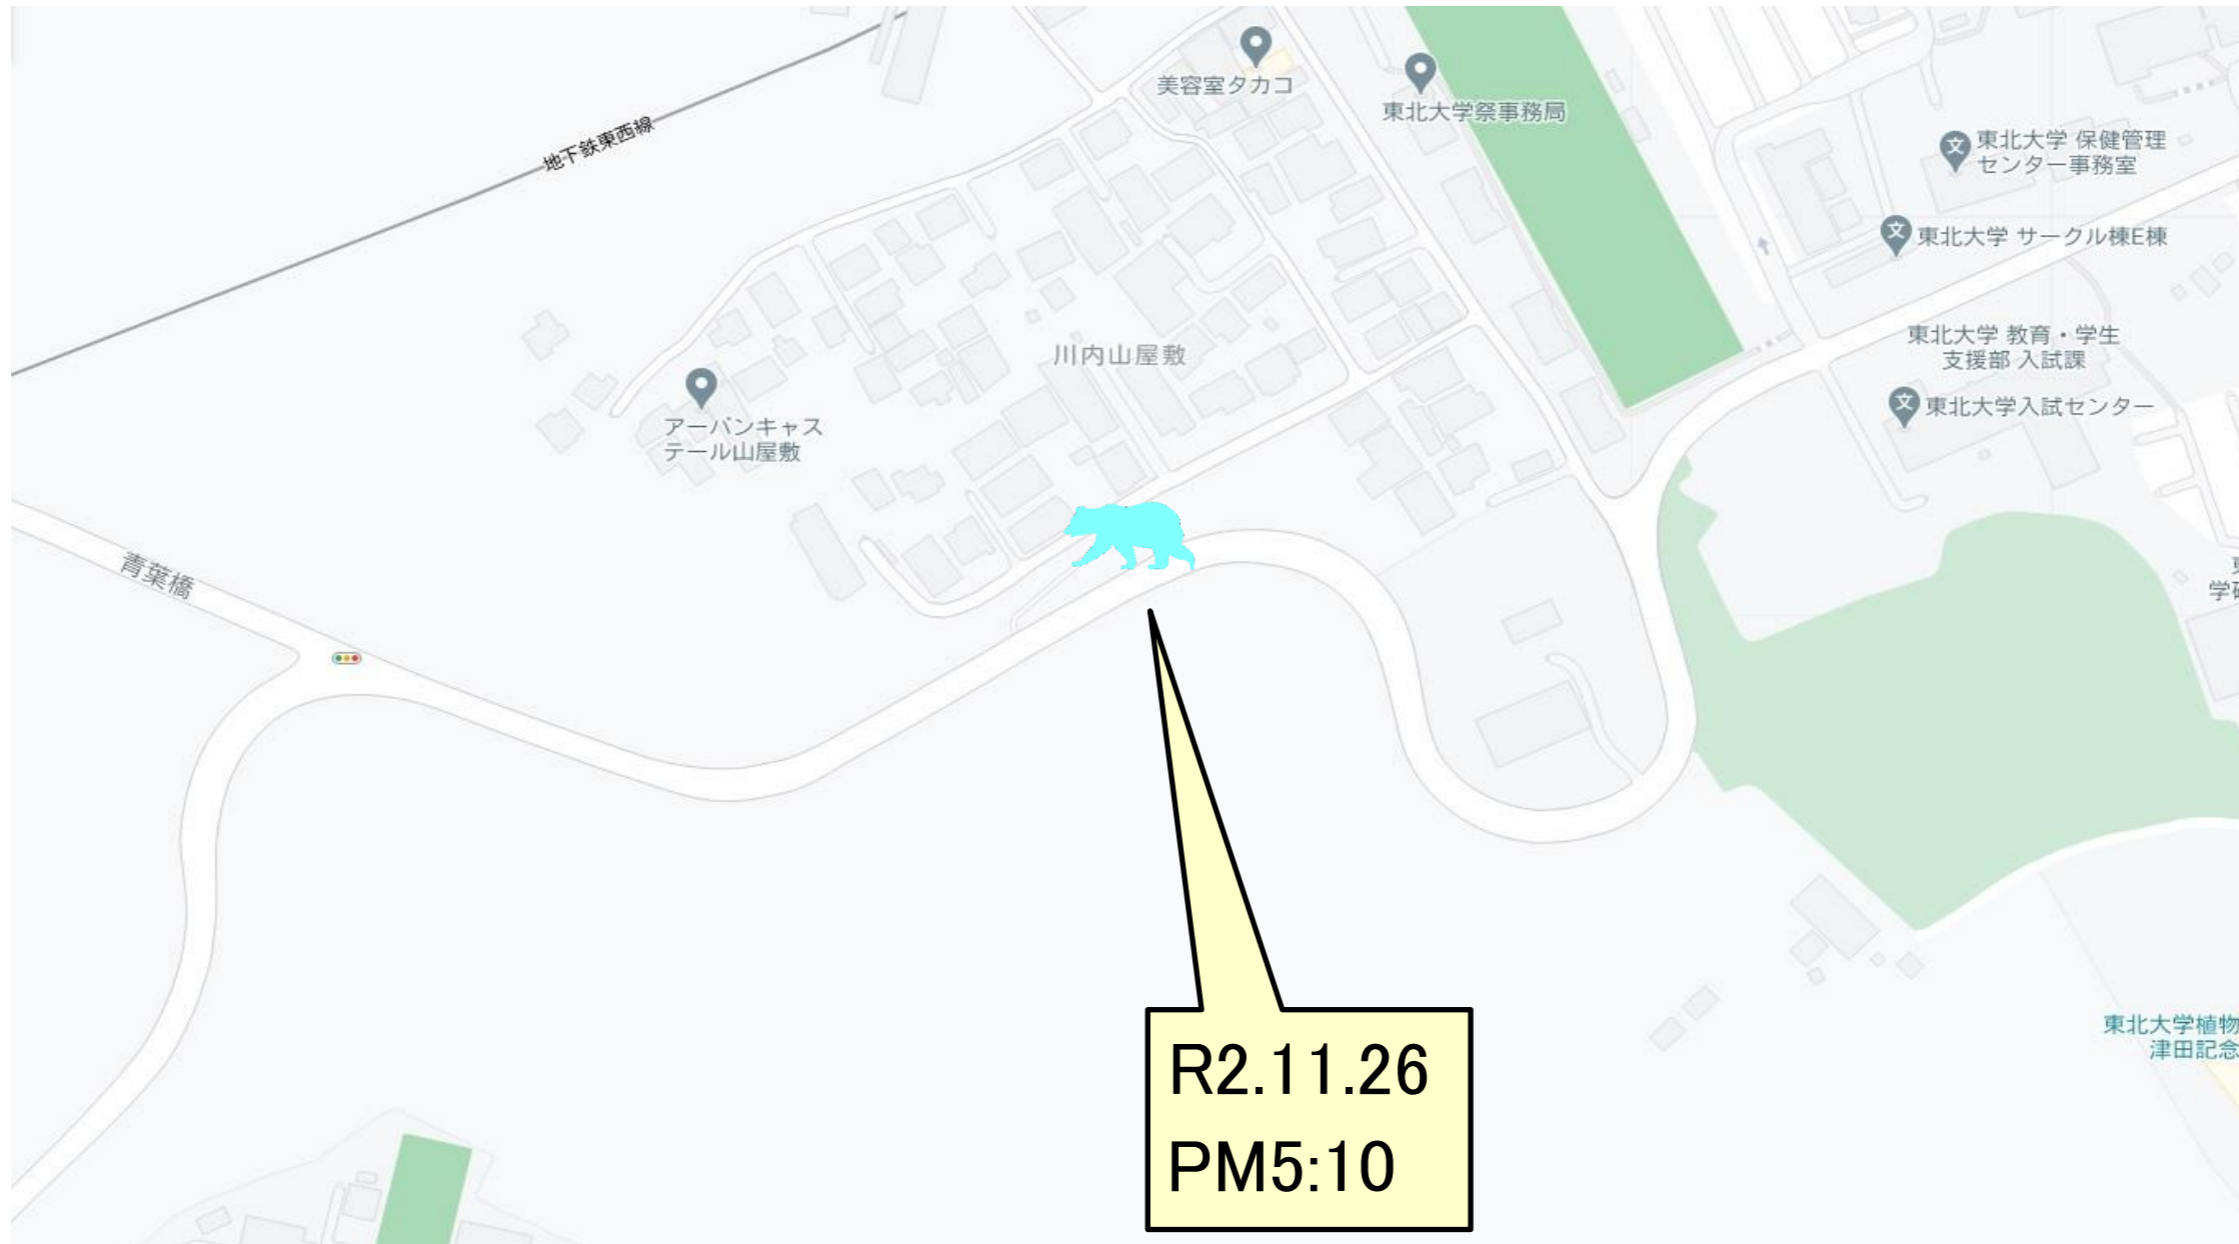 美容室タカコ
東北大学祭事務局
地下鉄東西線
東北大学 保健管理
センター事務室
東北大学 サークル棟E棟
東北大学 教育・学生
支援部 入試課
川内山屋敷
東北大学入試センター
アーバンキャス
テール山屋敷
青葉橋
東北大学植物
津田記念
R2.11.26
PM5:10